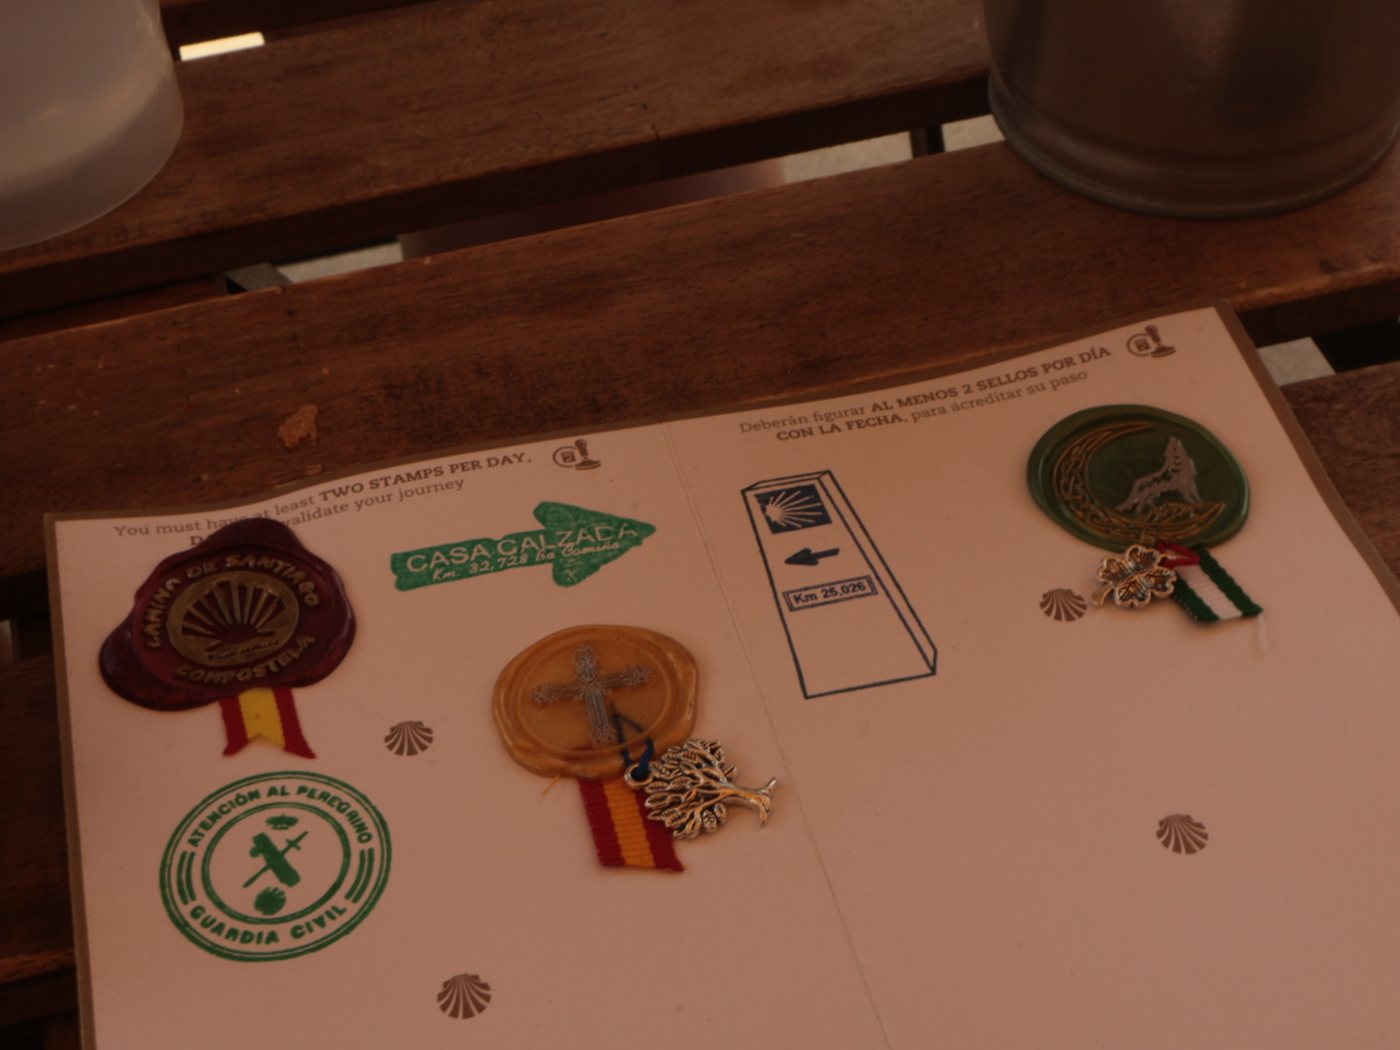 You must have at least TWO STAMPS PER DAY,
validate your journey
CAMINO DE SANTIAGO
COMPOSTELA
CASA CALZADA
Km. 32,728 Do Camiño
ATENCIÓN AL PEREGRINO
GUARDIA CIVIL
Deberán figurar AL MENOS 2 SELLOS POR DÍA
CON LA FECHA, para acreditar su paso
Km 25,026